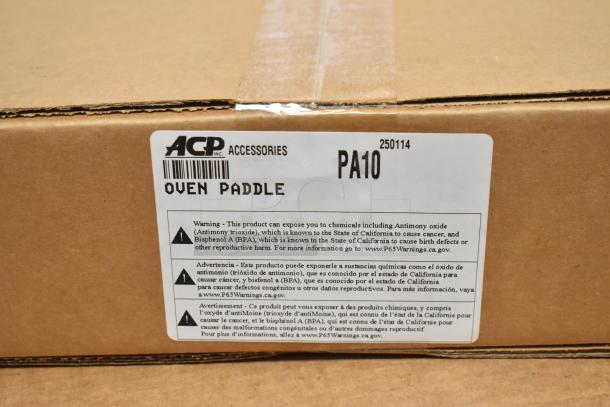 ACP INC. ACCESSORIES
250114
PA10
OVEN PADDLE
Warning - This product can expose you to chemicals including Antimony oxide
(Antimony trioxide), which is known to the State of California to cause cancer, and
Bisphenol A (BPA), which is known to the State of California to cause birth defects or
other reproductive harm. For more information go to: www.P65Warnings.ca.gov.
Advertencia - Este producto puede exponerle a sustancias químicas como el óxido de
antimonio (trióxido de antimonio), que es conocido por el estado de California para
causar cáncer, y bisfenol a (BPA), que es conocido por el estado de California
para causar defectos congénitos u otros daños reproductivos. Para más información, vaya
a www.P65Warnings.ca.gov.
Avertissement - Ce produit peut vous exposer à des produits chimiques, y compris
l'oxyde d'antiMoine (trioxyde d'antiMoine), qui est connu de l'état de Californie pour
causer le cancer, et le bisphénol A (BPA), qui est connu de l'état de Californie pour
causer des malformations congénitales ou d'autres dommages reproductif
Pour plus d'informations, allez à www.P65Warnings.ca.gov.